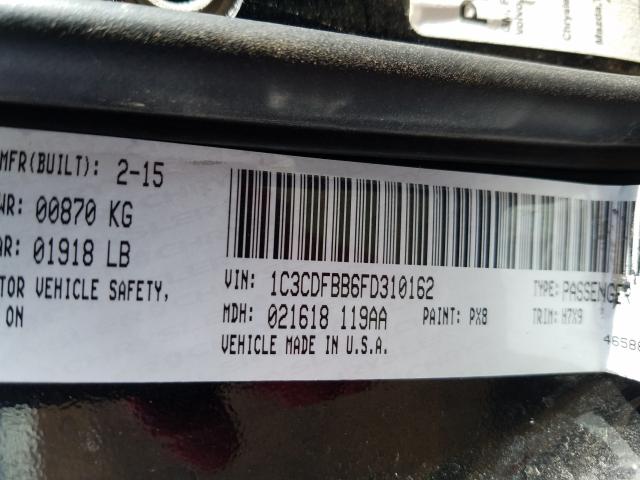 MFR(BUILT): 2-15
WR: 00870 KG
AR: 01918 LB
TOR VEHICLE SAFETY,
ON
VIN: 1C3CDFBB6FD310162
TYPE: PASSENGE
MDH: 021618 119AA PAINT: PX8 TRIM: H7X9
VEHICLE MADE IN U.S.A.
4658